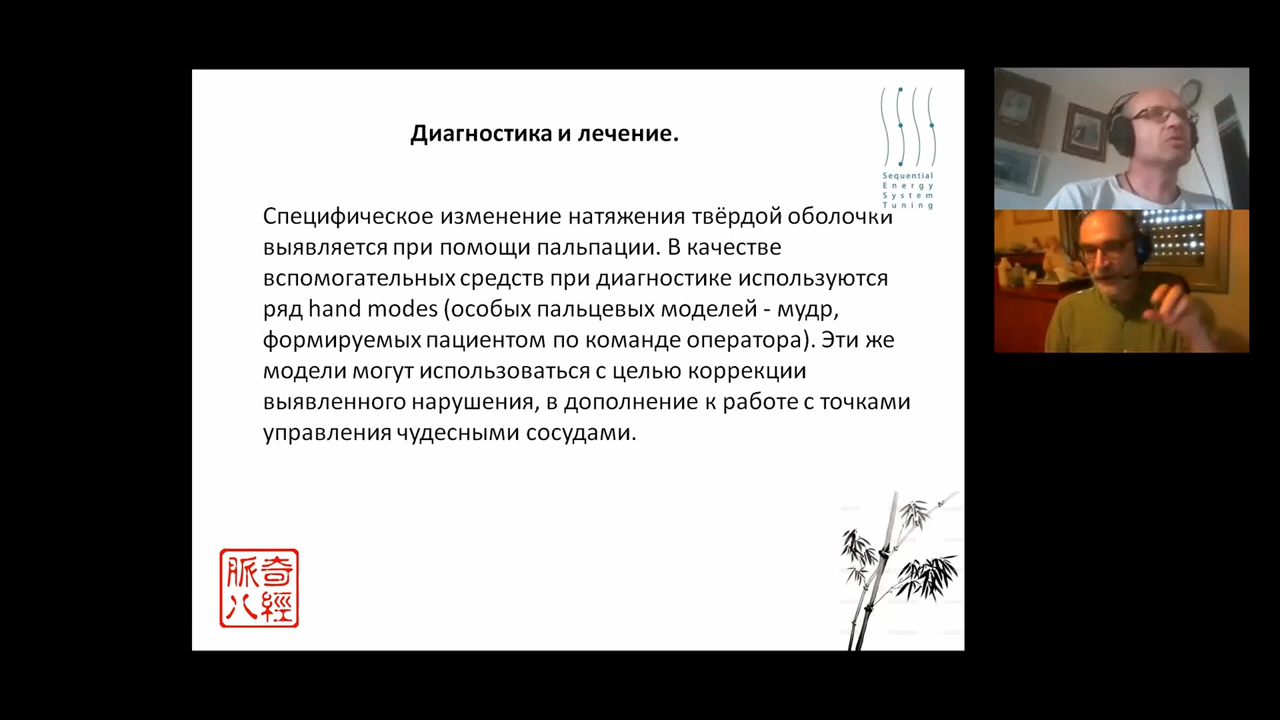 Диагностика и лечение.
Sequential
Energy
System
Tuning
Специфическое изменение натяжения твёрдой оболочки
выявляется при помощи пальпации. В качестве
вспомогательных средств при диагностике используются
ряд hand modes (особых пальцевых моделей - мудр,
формируемых пациентом по команде оператора). Эти же
модели могут использоваться с целью коррекции
выявленного нарушения, в дополнение к работе с точками
управления чудесными сосудами.
奇經
八脈